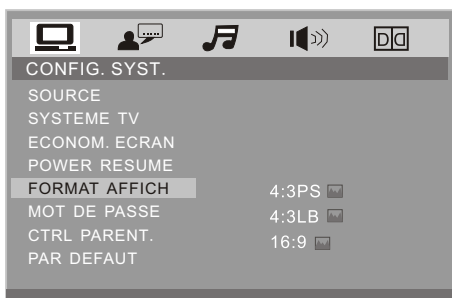 CONFIG. SYST.
SOURCE
SYSTEME TV
ECONOM. ECRAN
POWER RESUME
FORMAT AFFICH
4:3PS
MOT DE PASSE
4:3LB
CTRL PARENT.
16:9
PAR DEFAUT